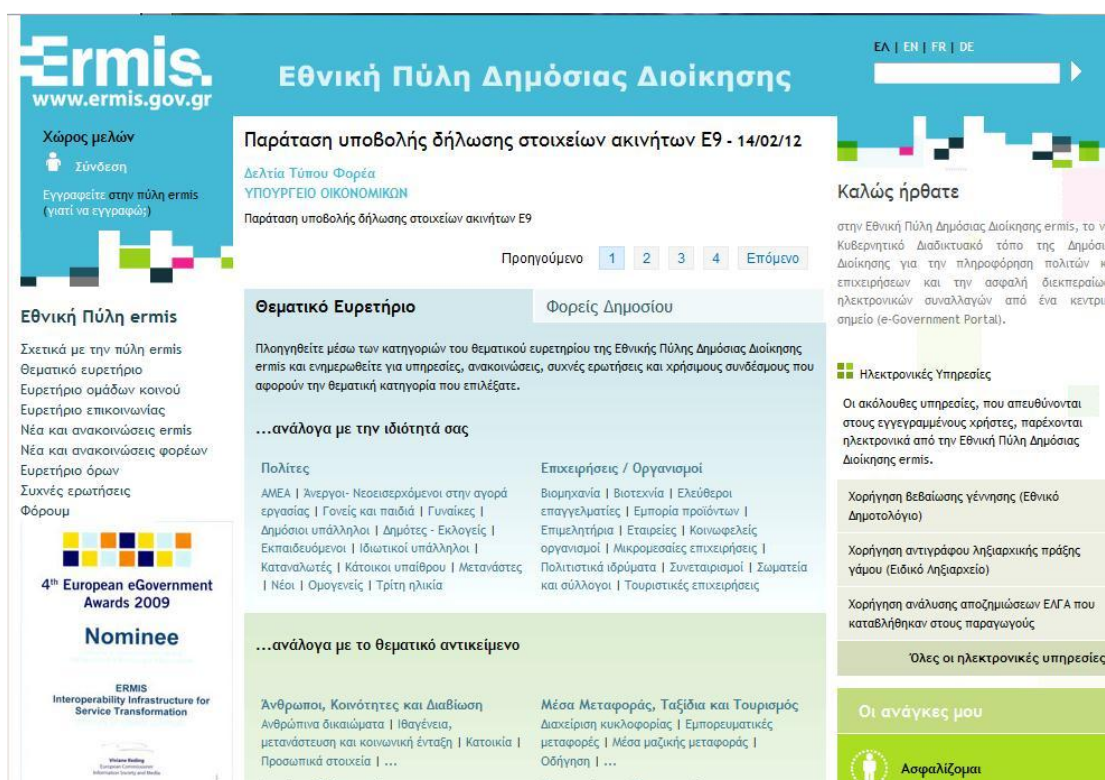 Ermis.
www.ermis.gov.gr
Εθνική Πύλη Δημόσιας Διοίκησης
ΕΛ | EN | FR | DE
Χώρος μελών
Σύνδεση
Εγγραφείτε στην πύλη ermis
(γιατί να εγγραφώ;)
Εθνική Πύλη ermis
Σχετικά με την πύλη ermis
Θεματικό ευρετήριο
Ευρετήριο ομάδων κοινού
Ευρετήριο επικοινωνίας
Νέα και ανακοινώσεις ermis
Νέα και ανακοινώσεις φορέων
Ευρετήριο όρων
Συχνές ερωτήσεις
Φόρουμ
4th European eGovernment
Awards 2009
Nominee
ERMIS
Interoperability Infrastructure for
Service Transformation
Viviane Reding
European Commissioner
Information Society and Media
Παράταση υποβολής δήλωσης στοιχείων ακινήτων Ε9 - 14/02/12
Δελτία Τύπου Φορέα
ΥΠΟΥΡΓΕΙΟ ΟΙΚΟΝΟΜΙΚΩΝ
Παράταση υποβολής δήλωσης στοιχείων ακινήτων Ε9
Προηγούμενο 1 2 3 4 Επόμενο
Θεματικό Ευρετήριο Φορείς Δημοσίου
Πλοηγηθείτε μέσω των κατηγοριών του θεματικού ευρετηρίου της Εθνικής Πύλης Δημόσιας Διοίκησης
ermis και ενημερωθείτε για υπηρεσίες, ανακοινώσεις, συχνές ερωτήσεις και χρήσιμους συνδέσμους που
αφορούν την θεματική κατηγορία που επιλέξατε.
...ανάλογα με την ιδιότητά σας
Πολίτες
ΑΜΕΑ | Άνεργοι- Νεοεισερχόμενοι στην αγορά
εργασίας | Γονείς και παιδιά | Γυναίκες |
Δημόσιοι υπάλληλοι | Δημότες - Εκλογείς |
Εκπαιδευόμενοι | Ιδιωτικοί υπάλληλοι |
Καταναλωτές | Κάτοικοι υπαίθρου | Μετανάστες
| Νέοι | Ομογενείς | Τρίτη ηλικία
Επιχειρήσεις / Οργανισμοί
Βιομηχανία | Βιοτεχνία | Ελεύθεροι
επαγγελματίες | Εμπορία προϊόντων |
Επιμελητήρια | Εταιρείες | Κοινωφελείς
οργανισμοί | Μικρομεσαίες επιχειρήσεις |
Πολιτιστικά ιδρύματα | Συνεταιρισμοί | Σωματεία
και σύλλογοι | Τουριστικές επιχειρήσεις
...ανάλογα με το θεματικό αντικείμενο
Άνθρωποι, Κοινότητες και Διαβίωση
Ανθρώπινα δικαιώματα | Ιθαγένεια,
μετανάστευση και κοινωνική ένταξη | Κατοικία |
Προσωπικά στοιχεία | ...
Μέσα Μεταφοράς, Ταξίδια και Τουρισμός
Διαχείριση κυκλοφορίας | Εμπορευματικές
μεταφορές | Μέσα μαζικής μεταφοράς |
Οδήγηση | ...
Καλώς ήρθατε
στην Εθνική Πύλη Δημόσιας Διοίκησης ermis, το
Κυβερνητικό Διαδικτυακό τόπο της
Διοίκησης για την πληροφόρηση πολιτών
επιχειρήσεων και την ασφαλή
ηλεκτρονικών συναλλαγών από ένα
σημείο (e-Government Portal).
Ηλεκτρονικές Υπηρεσίες
Οι ακόλουθες υπηρεσίες, που απευθύνονται
στους εγγεγραμμένους χρήστες, παρέχονται
ηλεκτρονικά από την Εθνική Πύλη Δημόσιας
Διοίκησης ermis.
Χορήγηση βεβαίωσης γέννησης (Εθνικό
Δημοτολόγιο)
Χορήγηση αντιγράφου ληξιαρχικής πράξης
γάμου (Ειδικό Ληξιαρχείο)
Χορήγηση ανάλυσης αποζημιώσεων ΕΛΓΑ που
καταβλήθηκαν στους παραγωγούς
Όλες οι ηλεκτρονικές υπηρεσίες
Οι ανάγκες μου
Ασφαλίζομαι